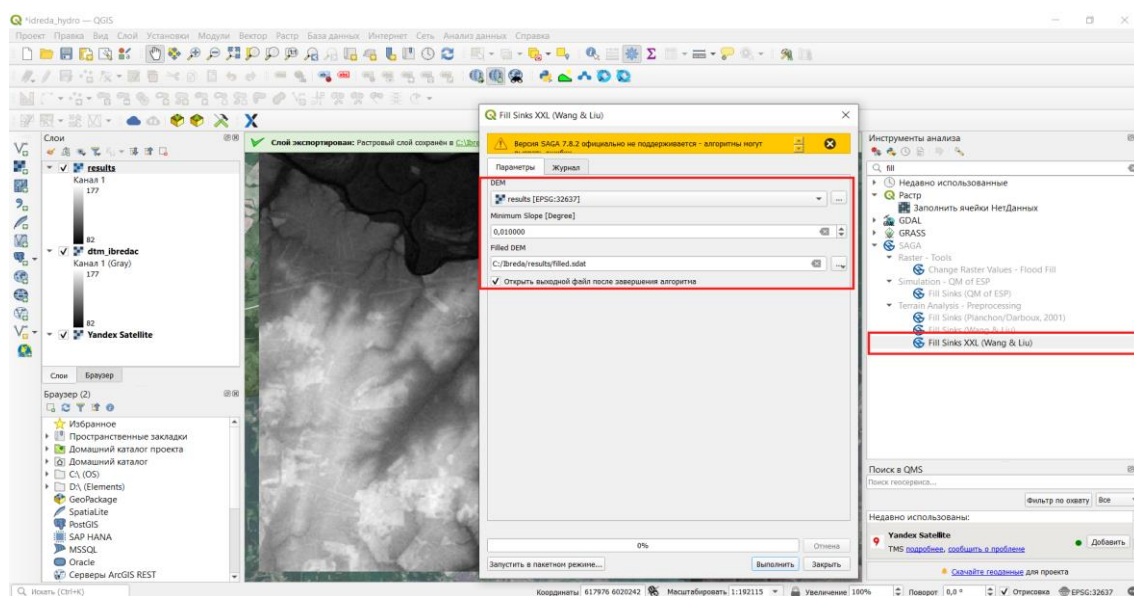 *idreda_hydro — QGIS
Проект Правка Вид Слой Установки Модули Вектор Растр База данных Интернет Сеть Анализ данных Справка
Слои
results
Канал 1
177
82
dtm_ibredac
Канал 1 (Gray)
177
82
Yandex Satellite
Слои Браузер
Браузер (2)
Избранное
Пространственные закладки
Домашний каталог проекта
Домашний каталог
C:\ (OS)
D:\ (Elements)
GeoPackage
SpatiaLite
PostGIS
SAP HANA
MSSQL
Oracle
Серверы ArcGIS REST
Слой экспортирован: Растровый слой сохранён в
Fill Sinks XXL (Wang & Liu)
Версия SAGA 7.8.2 официально не поддерживается - алгоритмы могут
Параметры Журнал
DEM
results [EPSG:32637]
Minimum Slope [Degree]
0,010000
Filled DEM
C:/Ibreda/results/filled.sdat
Открыть выходной файл после завершения алгоритма
0%
Отмена
Запустить в пакетном режиме...
Выполнить Закрыть
Инструменты анализа
fill
Недавно использованные
Растр
Заполнить ячейки НетДанных
GDAL
GRASS
SAGA
Raster - Tools
Change Raster Values - Flood Fill
Simulation - QM of ESP
Fill Sinks (QM of ESP)
Terrain Analysis - Preprocessing
Fill Sinks (Planchon/Darboux, 2001)
Fill Sinks (Wang & Liu)
Fill Sinks XXL (Wang & Liu)
Поиск в QMS
Поиск геосервиса...
Фильтр по охвату Все
Недавно использованы:
Yandex Satellite
TMS подробнее, сообщить о проблеме
Добавить
Скачайте геоданные для проекта
Искать (Ctrl+K)
Координаты 617976 6020242 Масштабировать 1:192115 Увеличение 100% Поворот 0,0 ° Отрисовка EPSG:32637